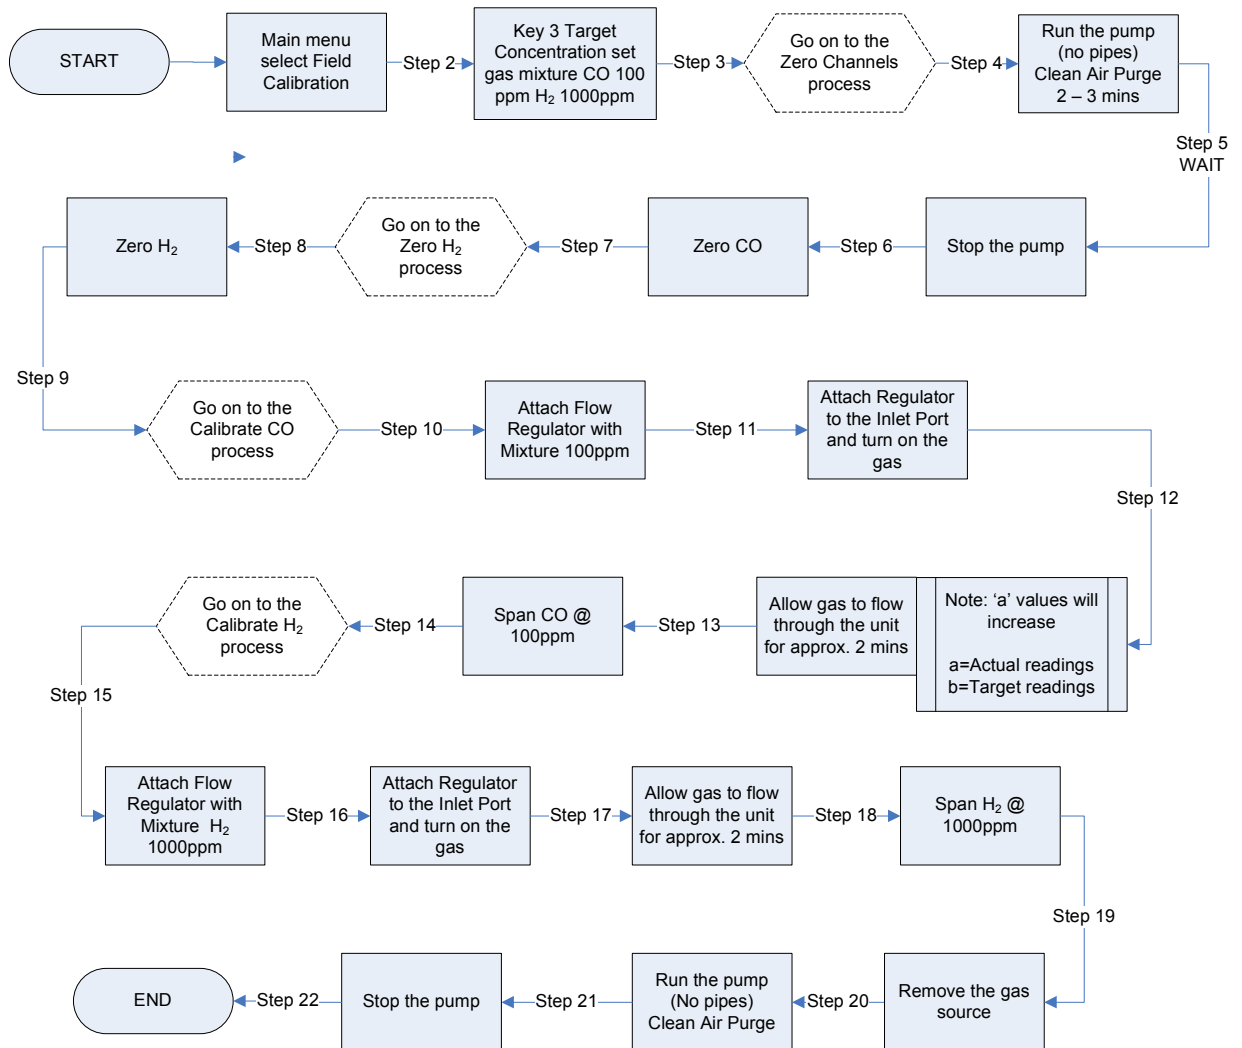 START
Main menu
select Field
Calibration
Step 2
Key 3 Target
Concentration set
gas mixture CO 100
ppm H₂ 1000ppm
Step 3
Go on to the
Zero Channels
process
Step 4
Run the pump
(no pipes)
Clean Air Purge
2 – 3 mins
Step 5
WAIT
Stop the pump
Step 6
Zero CO
Step 7
Go on to the
Zero H₂
process
Step 8
Zero H₂
Step 9
Go on to the
Calibrate CO
process
Step 10
Attach Flow
Regulator with
Mixture 100ppm
Step 11
Attach Regulator
to the Inlet Port
and turn on the
gas
Step 12
Note: ‘a’ values will
increase
a=Actual readings
b=Target readings
Allow gas to flow
through the unit
for approx. 2 mins
Step 13
Span CO @
100ppm
Step 14
Go on to the
Calibrate H₂
process
Step 15
Attach Flow
Regulator with
Mixture H₂
1000ppm
Step 16
Attach Regulator
to the Inlet Port
and turn on the
gas
Step 17
Allow gas to flow
through the unit
for approx. 2 mins
Step 18
Span H₂ @
1000ppm
Step 19
Remove the gas
source
Step 20
Run the pump
(No pipes)
Clean Air Purge
Step 21
Stop the pump
Step 22
END